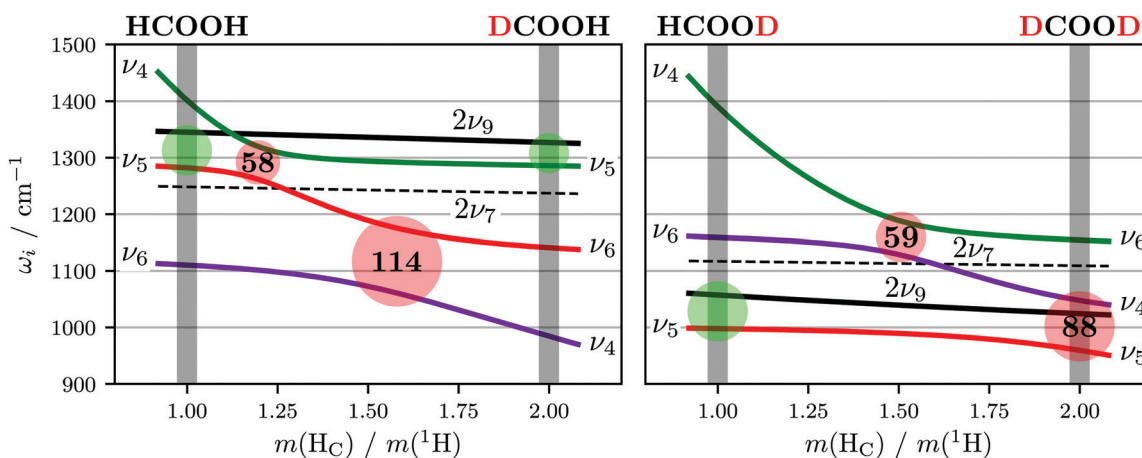 HCOOH DCOOH HCOOD DCOOD
1500
1400
1300
1200
1100
1000
900
ω_i / cm⁻¹
ν₄
ν₅
ν₆
2ν₉
2ν₇
58
114
ν₅
ν₆
ν₄
1.00 1.25 1.50 1.75 2.00
m(H_C) / m(¹H)
ν₄
ν₆
ν₅
59
2ν₇
2ν₉
88
ν₆
ν₄
ν₅
1.00 1.25 1.50 1.75 2.00
m(H_C) / m(¹H)